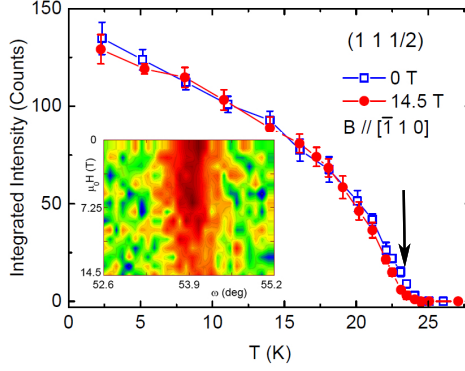 150
100
50
0
Integrated Intensity (Counts)
(1 1 1/2)
0 T
14.5 T
B // [1̅ 1 0]
0
7.25
14.5
μ₀H (T)
52.6 53.9 55.2
ω (deg)
0 5 10 15 20 25
T (K)